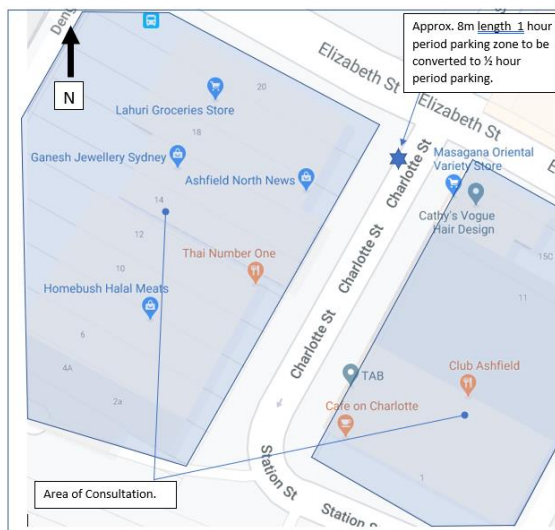 Deng
N
Approx. 8m length 1 hour
period parking zone to be
converted to ½ hour
period parking.
Elizabeth St
Elizabeth St
20
Lahuri Groceries Store
18
Ganesh Jewellery Sydney
Ashfield North News
14
12
Thai Number One
10
Homebush Halal Meats
6
4A
2a
Charlotte St
Charlotte St
Charlotte St
Masagana Oriental
Variety Store
Cathy's Vogue
Hair Design
15C
11
TAB
Club Ashfield
Cafe on Charlotte
1
Station St
Station St
Area of Consultation.